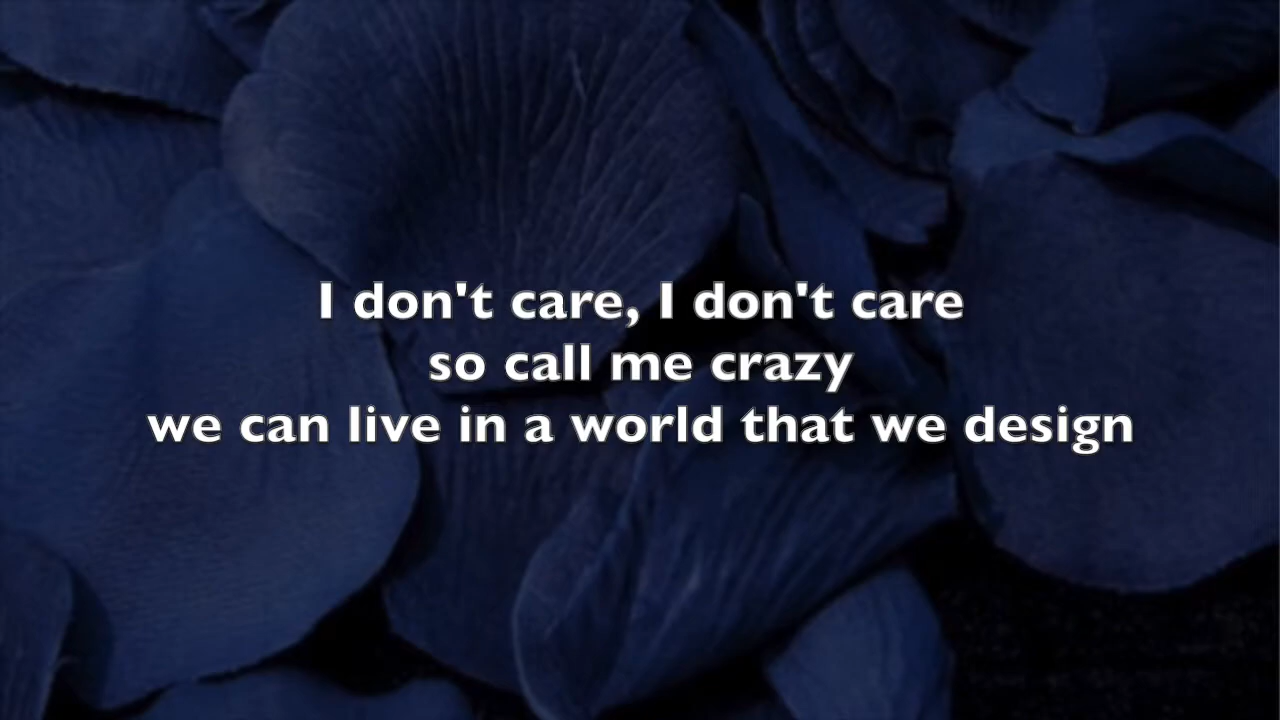 I don't care, I don't care
so call me crazy
we can live in a world that we design